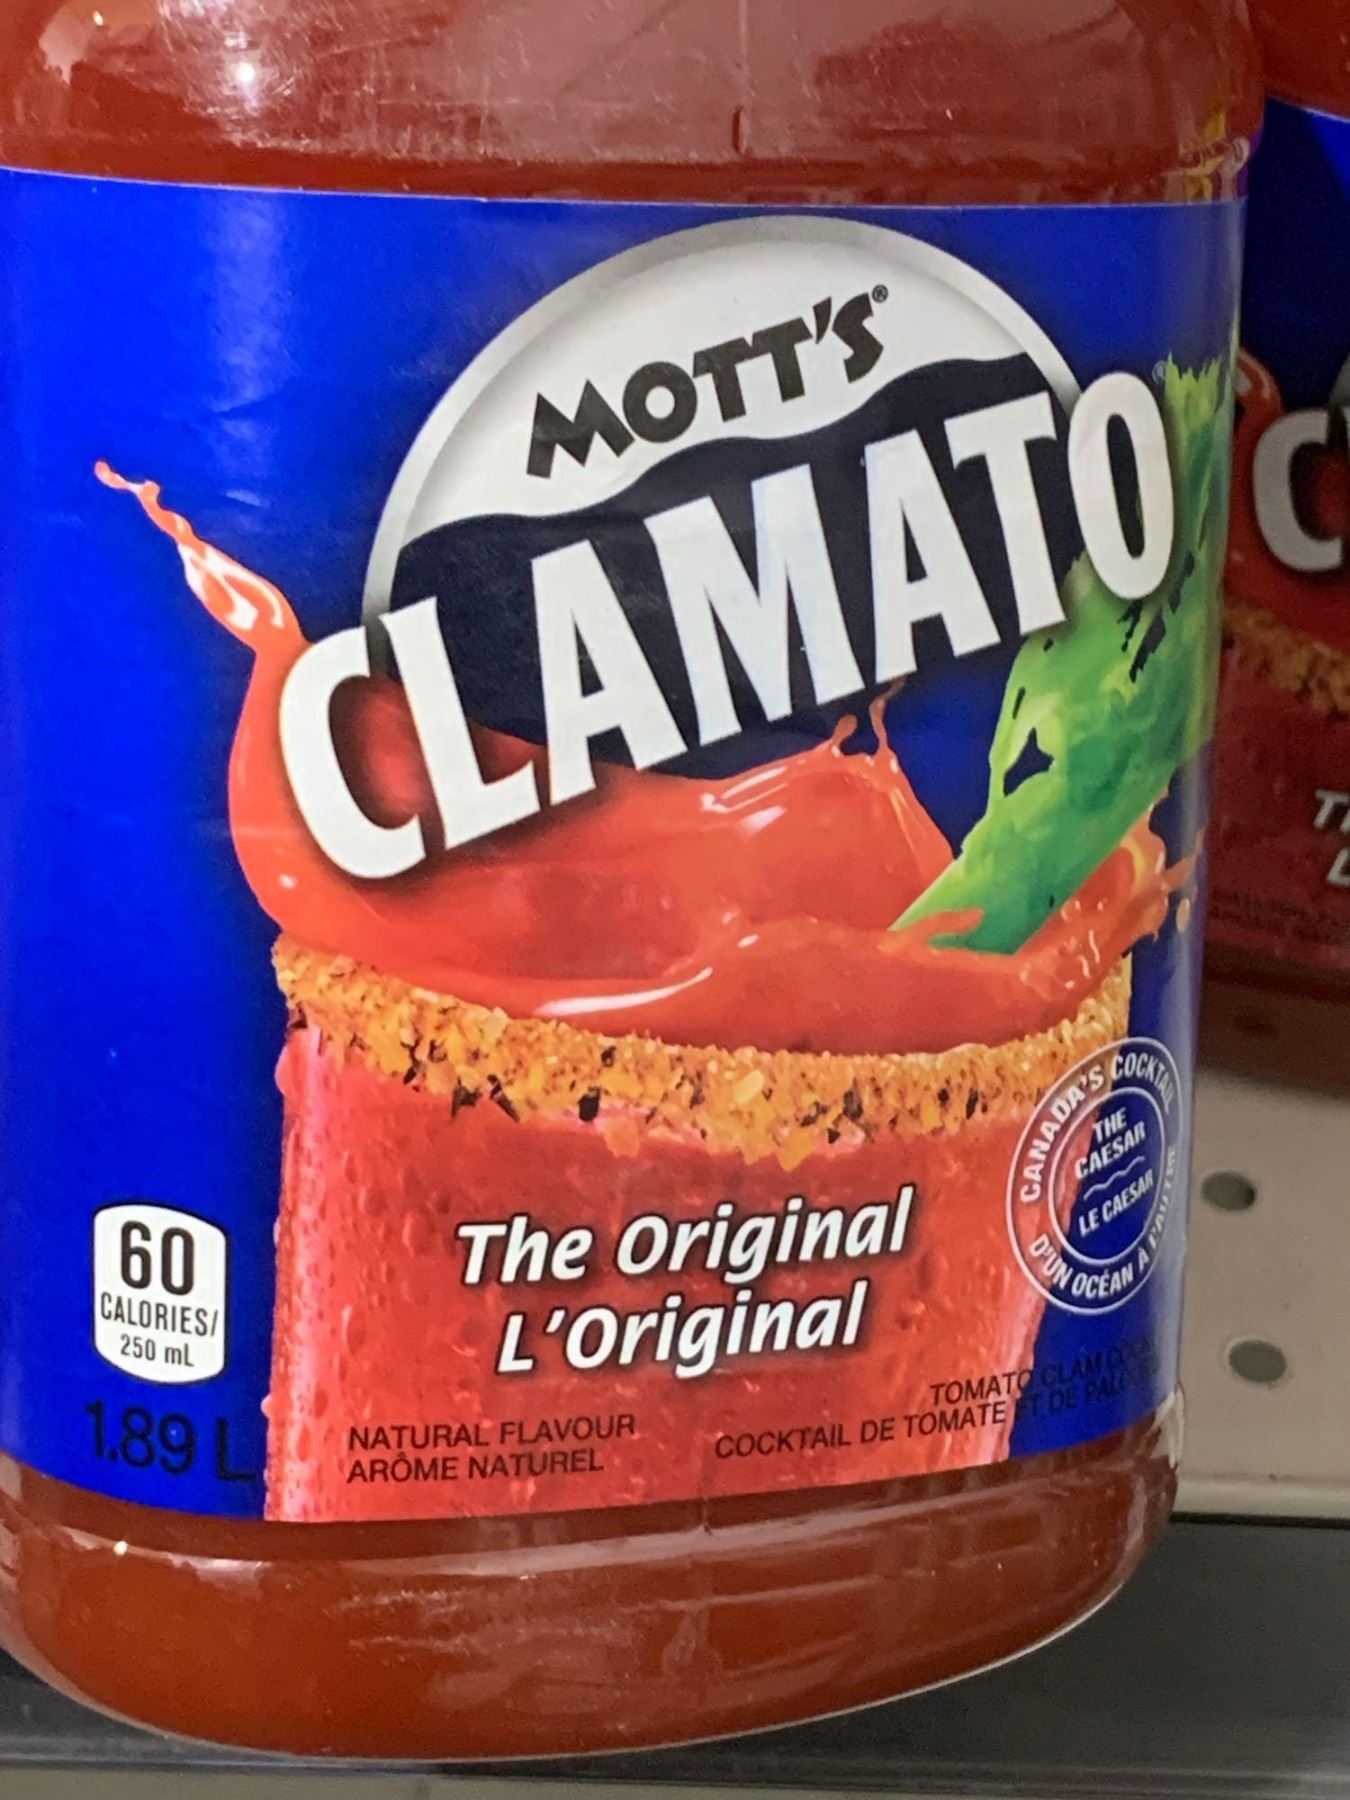 MOTT'S®
CLAMATO
CANADA'S COCKTAIL
THE
CAESAR
LE CAESAR
D'UN OCÉAN À L'AUTRE
The Original
L'Original
60
CALORIES/
250 mL
1.89 L
NATURAL FLAVOUR
ARÔME NATUREL
TOMATO CLAM
COCKTAIL DE TOMATE ET DE
C